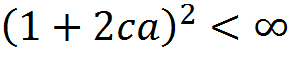 (1 + 2ca)² < ∞